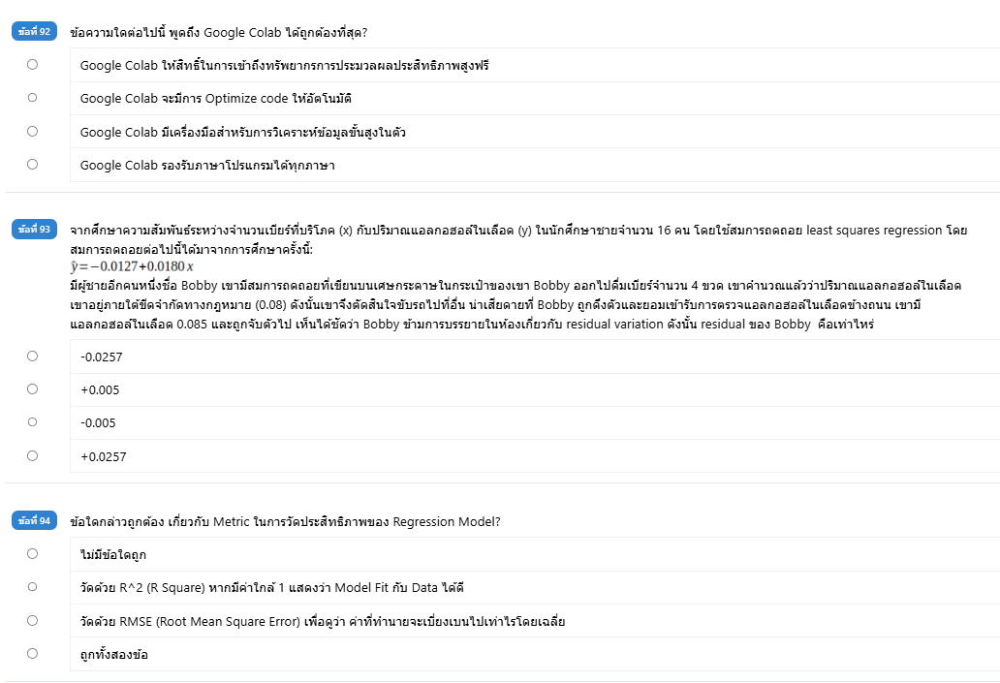 ข้อที่ 92 ข้อความใดต่อไปนี้ พูดถึง Google Colab ได้ถูกต้องที่สุด?
Google Colab ให้สิทธิ์ในการเข้าถึงทรัพยากรการประมวลผลประสิทธิภาพสูงฟรี
Google Colab จะมีการ Optimize code ให้อัตโนมัติ
Google Colab มีเครื่องมือสำหรับการวิเคราะห์ข้อมูลขั้นสูงในตัว
Google Colab รองรับภาษาโปรแกรมได้ทุกภาษา
ข้อที่ 93 จากศึกษาความสัมพันธ์ระหว่างจำนวนเบียร์ที่บริโภค (x) กับปริมาณแอลกอฮอล์ในเลือด (y) ในนักศึกษาชายจำนวน 16 คน โดยใช้สมการถดถอย least squares regression โดย
สมการถดถอยต่อไปนี้ได้มาจากการศึกษาครั้งนี้:
ŷ=−0.0127+0.0180x
มีผู้ชายอีกคนหนึ่งชื่อ Bobby เขามีสมการถดถอยที่เขียนบนเศษกระดาษในกระเป๋าของเขา Bobby ออกไปดื่มเบียร์จำนวน 4 ขวด เขาคำนวณแล้วว่าปริมาณแอลกอฮอล์ในเลือด
เขาอยู่ภายใต้ขีดจำกัดทางกฎหมาย (0.08) ดังนั้นเขาจึงตัดสินใจขับรถไปที่อื่น น่าเสียดายที่ Bobby ถูกดึงตัวและยอมเข้ารับการตรวจแอลกอฮอล์ในเลือดข้างถนน เขามี
แอลกอฮอล์ในเลือด 0.085 และถูกจับตัวไป เห็นได้ชัดว่า Bobby ข้ามการบรรยายในห้องเกี่ยวกับ residual variation ดังนั้น residual ของ Bobby คือเท่าไหร่
-0.0257
+0.005
-0.005
+0.0257
ข้อที่ 94 ข้อใดกล่าวถูกต้อง เกี่ยวกับ Metric ในการวัดประสิทธิภาพของ Regression Model?
ไม่มีข้อใดถูก
วัดด้วย R^2 (R Square) หากมีค่าใกล้ 1 แสดงว่า Model Fit กับ Data ได้ดี
วัดด้วย RMSE (Root Mean Square Error) เพื่อดูว่า ค่าที่ทำนายจะเบี่ยงเบนไปเท่าไรโดยเฉลี่ย
ถูกทั้งสองข้อ